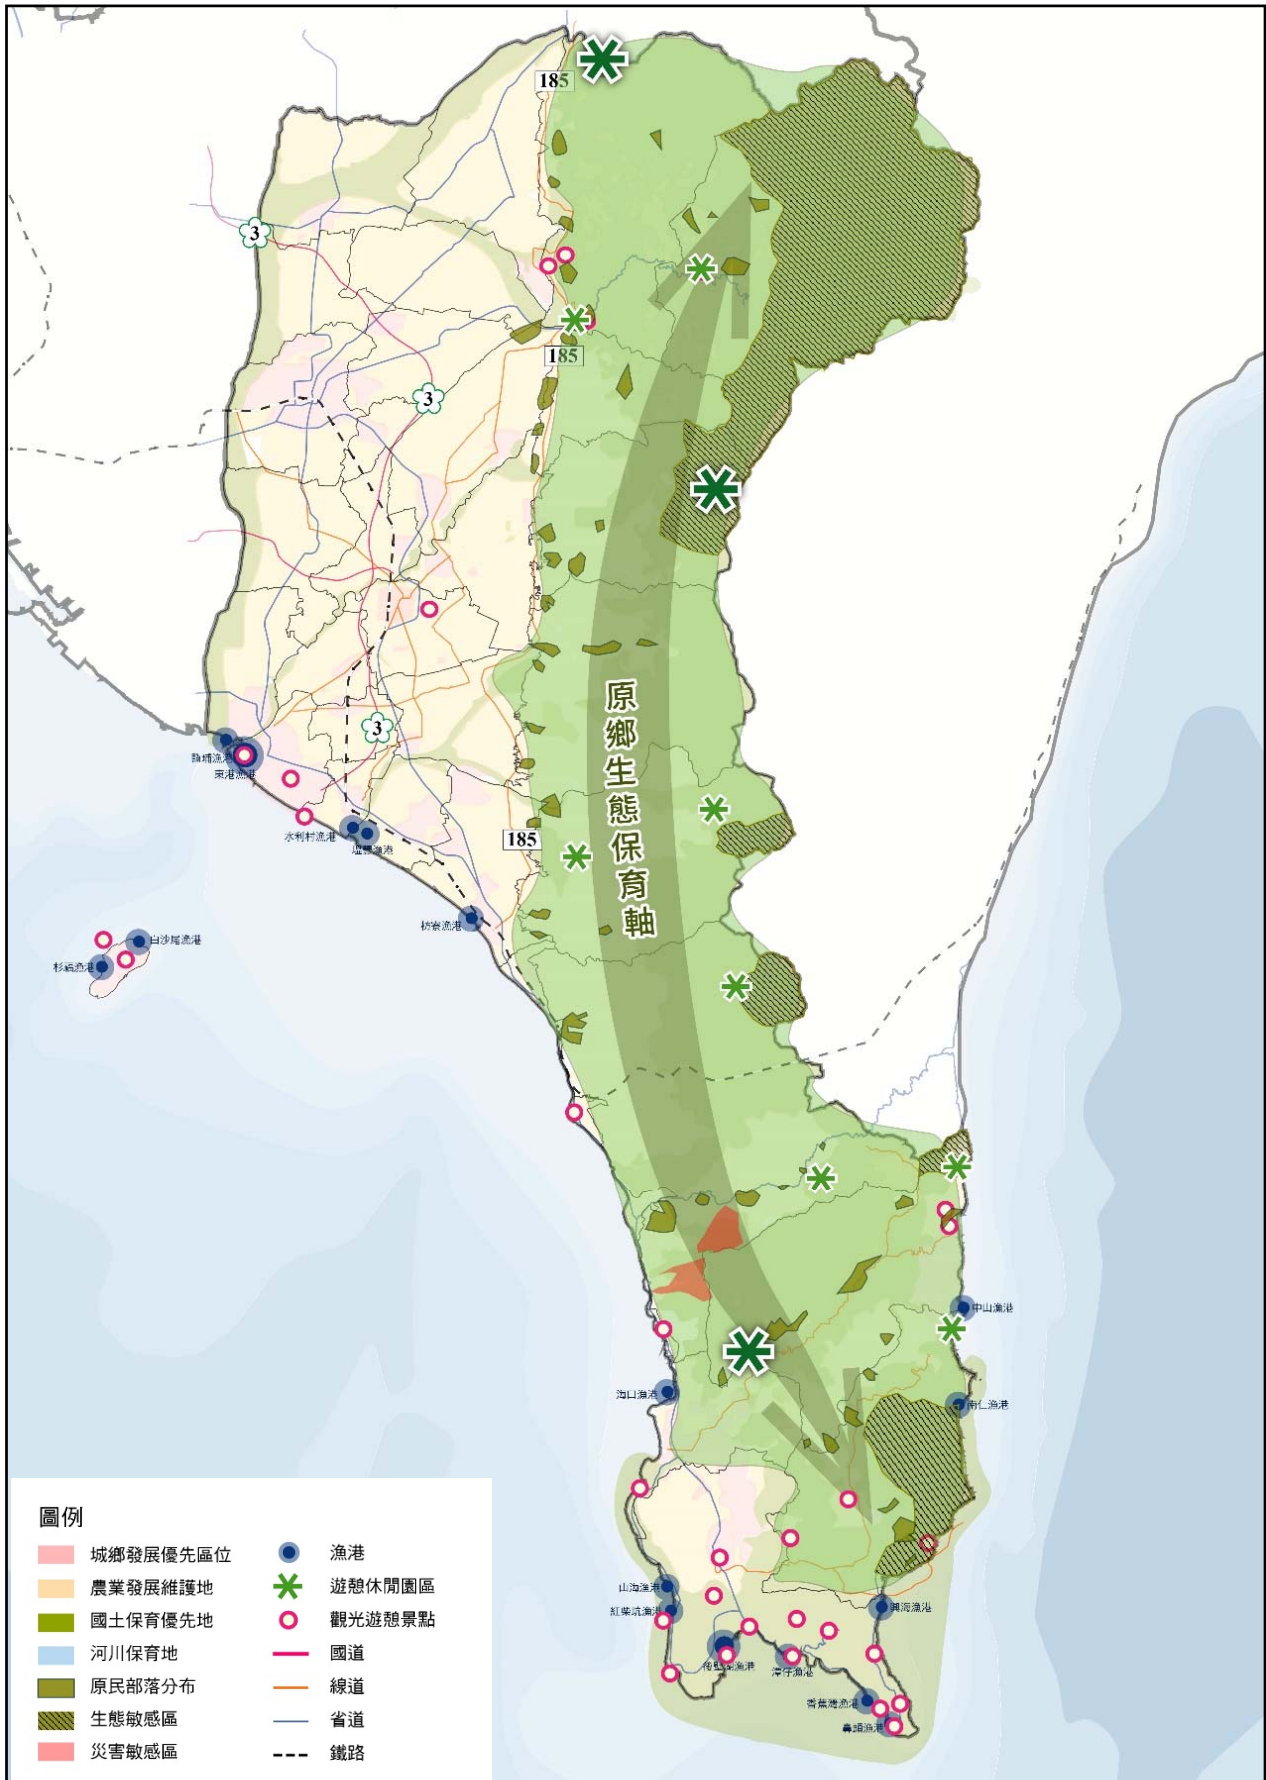 185
3
185
3
原鄉生態保育軸
3
東港漁港
水利村漁港
185
枋寮漁港
白沙尾漁港
杉福漁港
中山漁港
海口漁港
南仁漁港
山海漁港
紅柴坑漁港
興海漁港
潭仔漁港
香蕉灣漁港
鼻頭漁港
圖例
城鄉發展優先區位
農業發展維護地
國土保育優先地
河川保育地
原民部落分布
生態敏感區
災害敏感區
漁港
遊憩休閒園區
觀光遊憩景點
國道
線道
省道
鐵路